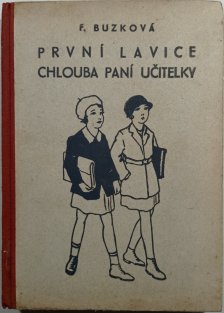 F. BUZKOVÁ
PRVNÍ LAVICE
CHLOUBA PANÍ UČITELKY